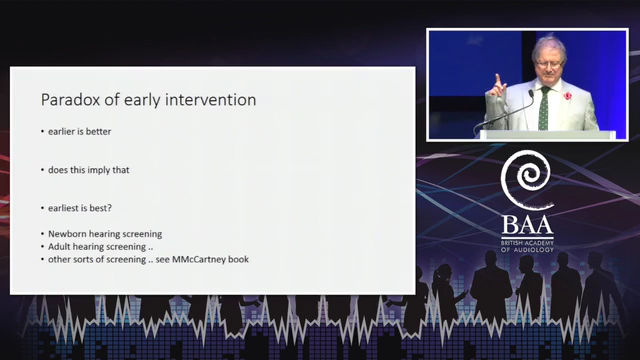 Paradox of early intervention
• earlier is better
• does this imply that
• earliest is best?
• Newborn hearing screening
• Adult hearing screening ..
• other sorts of screening .. see MMcCartney book
BAA
BRITISH ACADEMY
OF AUDIOLOGY